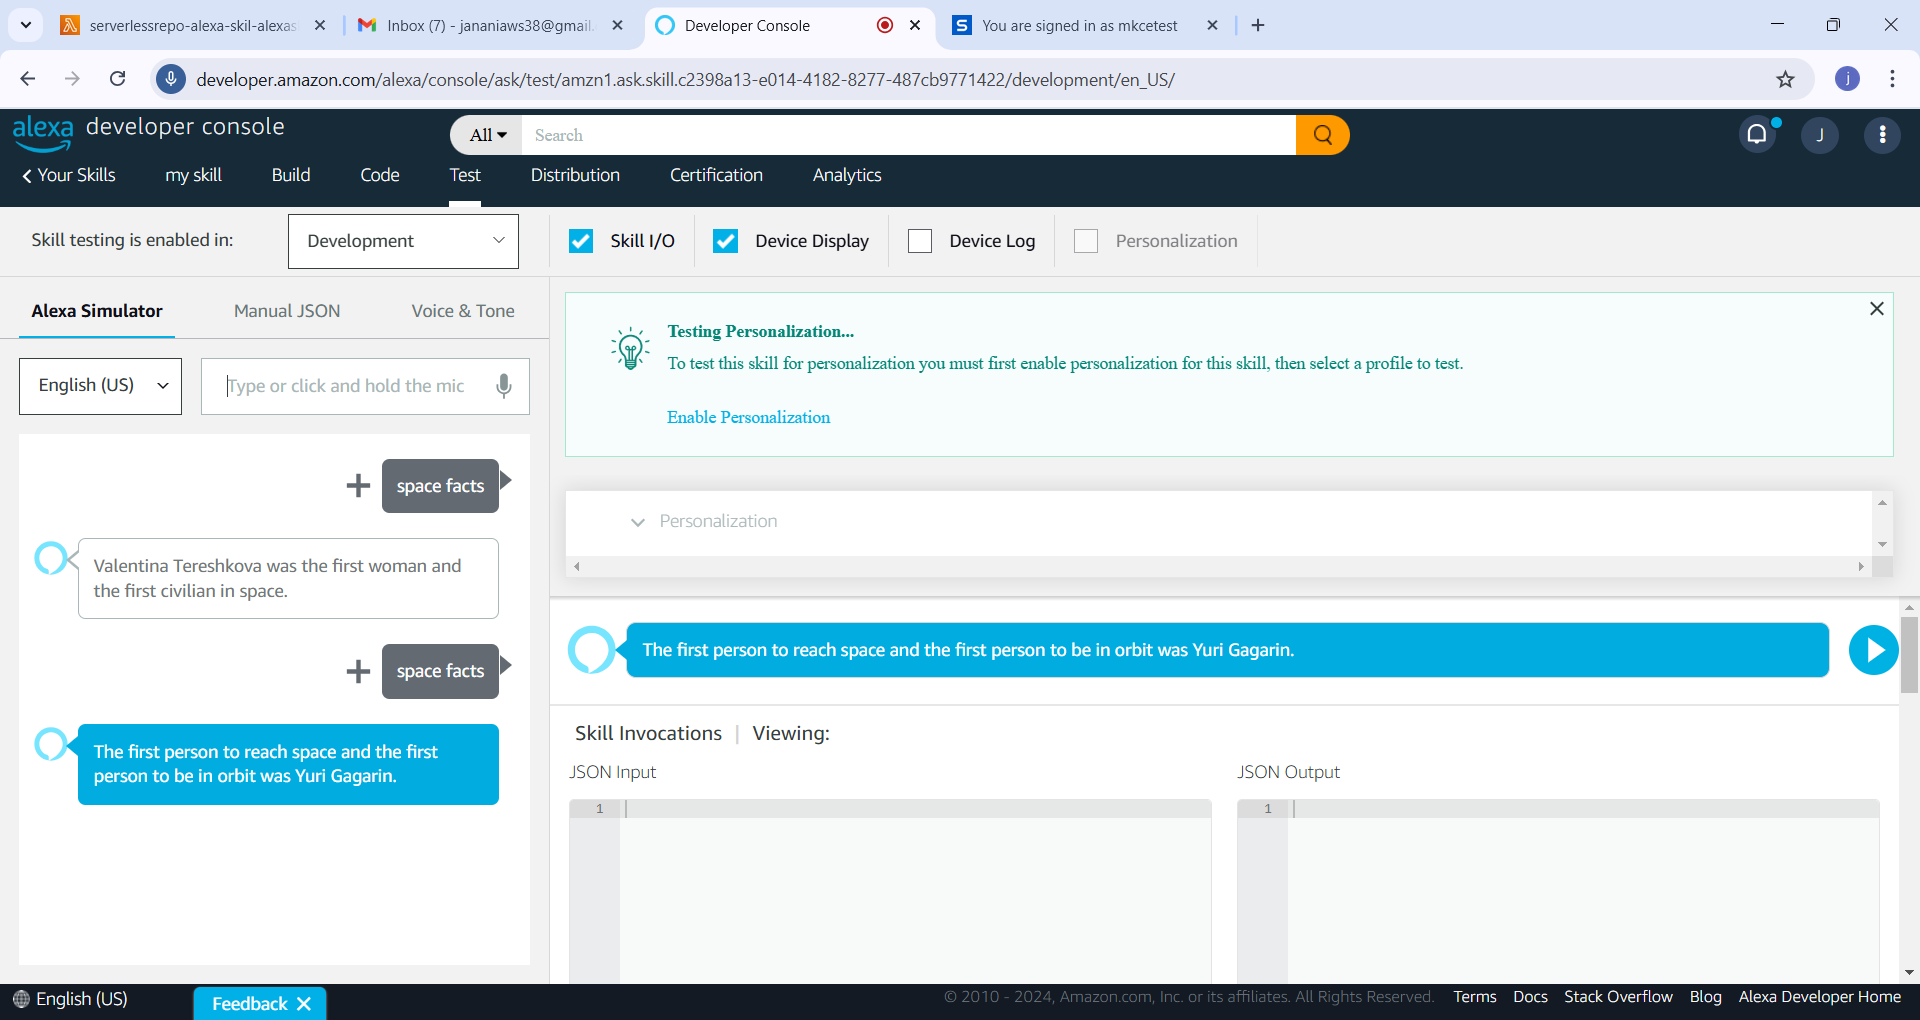 serverlessrepo-alexa-skil-alexas
Inbox (7) - jananiaws38@gmail.
Developer Console
You are signed in as mkcetest
developer.amazon.com/alexa/console/ask/test/amzn1.ask.skill.c2398a13-e014-4182-8277-487cb9771422/development/en_US/
j
alexa developer console
All
Search
J
Your Skills
my skill
Build
Code
Test
Distribution
Certification
Analytics
Skill testing is enabled in:
Development
Skill I/O
Device Display
Device Log
Personalization
Alexa Simulator
Manual JSON
Voice & Tone
English (US)
Type or click and hold the mic
space facts
Valentina Tereshkova was the first woman and
the first civilian in space.
space facts
The first person to reach space and the first
person to be in orbit was Yuri Gagarin.
Testing Personalization...
To test this skill for personalization you must first enable personalization for this skill, then select a profile to test.
Enable Personalization
Personalization
The first person to reach space and the first person to be in orbit was Yuri Gagarin.
Skill Invocations | Viewing:
JSON Input
JSON Output
1
1
English (US)
Feedback
© 2010 - 2024, Amazon.com, Inc. or its affiliates. All Rights Reserved.
Terms
Docs
Stack Overflow
Blog
Alexa Developer Home